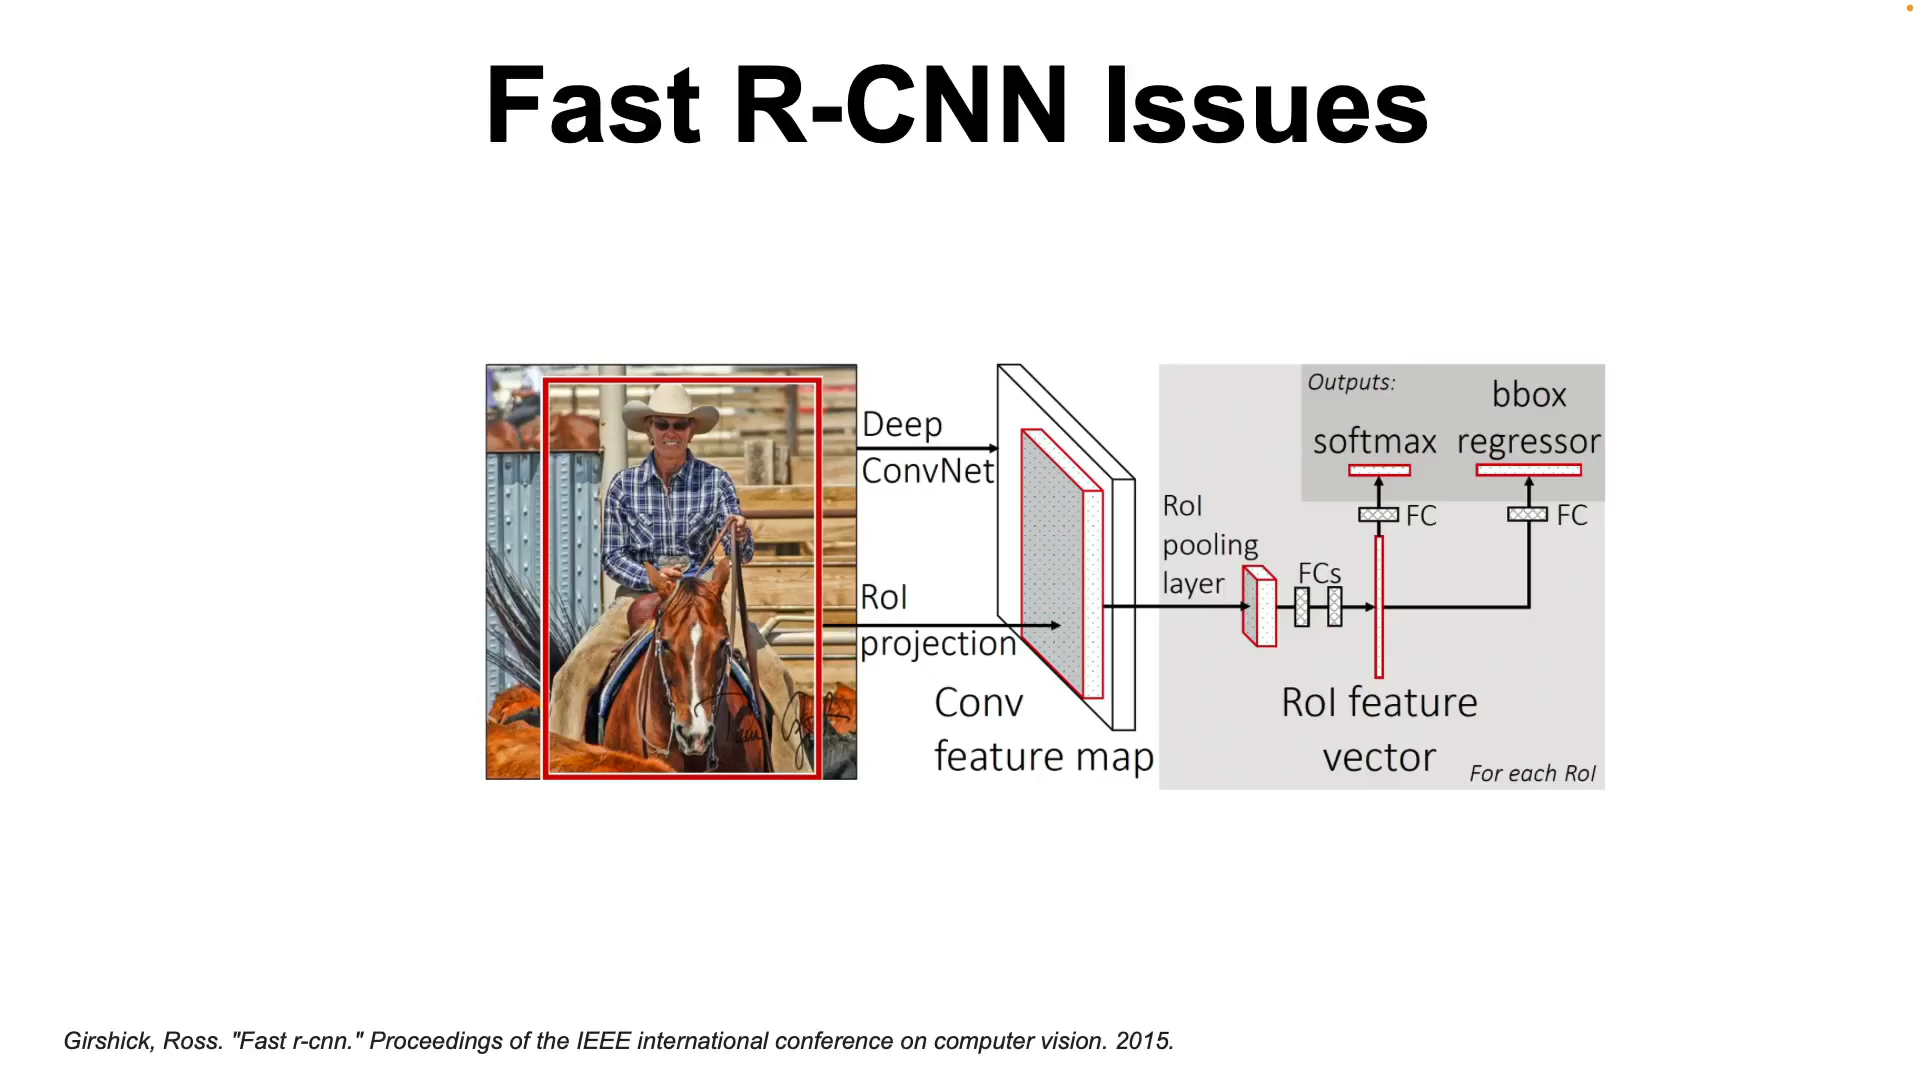 Fast R-CNN Issues
Deep
ConvNet
RoI
projection
Conv
feature map
RoI
pooling
layer
FCs
Outputs:
softmax
bbox
regressor
FC
FC
RoI feature
vector
For each RoI
Girshick, Ross. "Fast r-cnn." Proceedings of the IEEE international conference on computer vision. 2015.